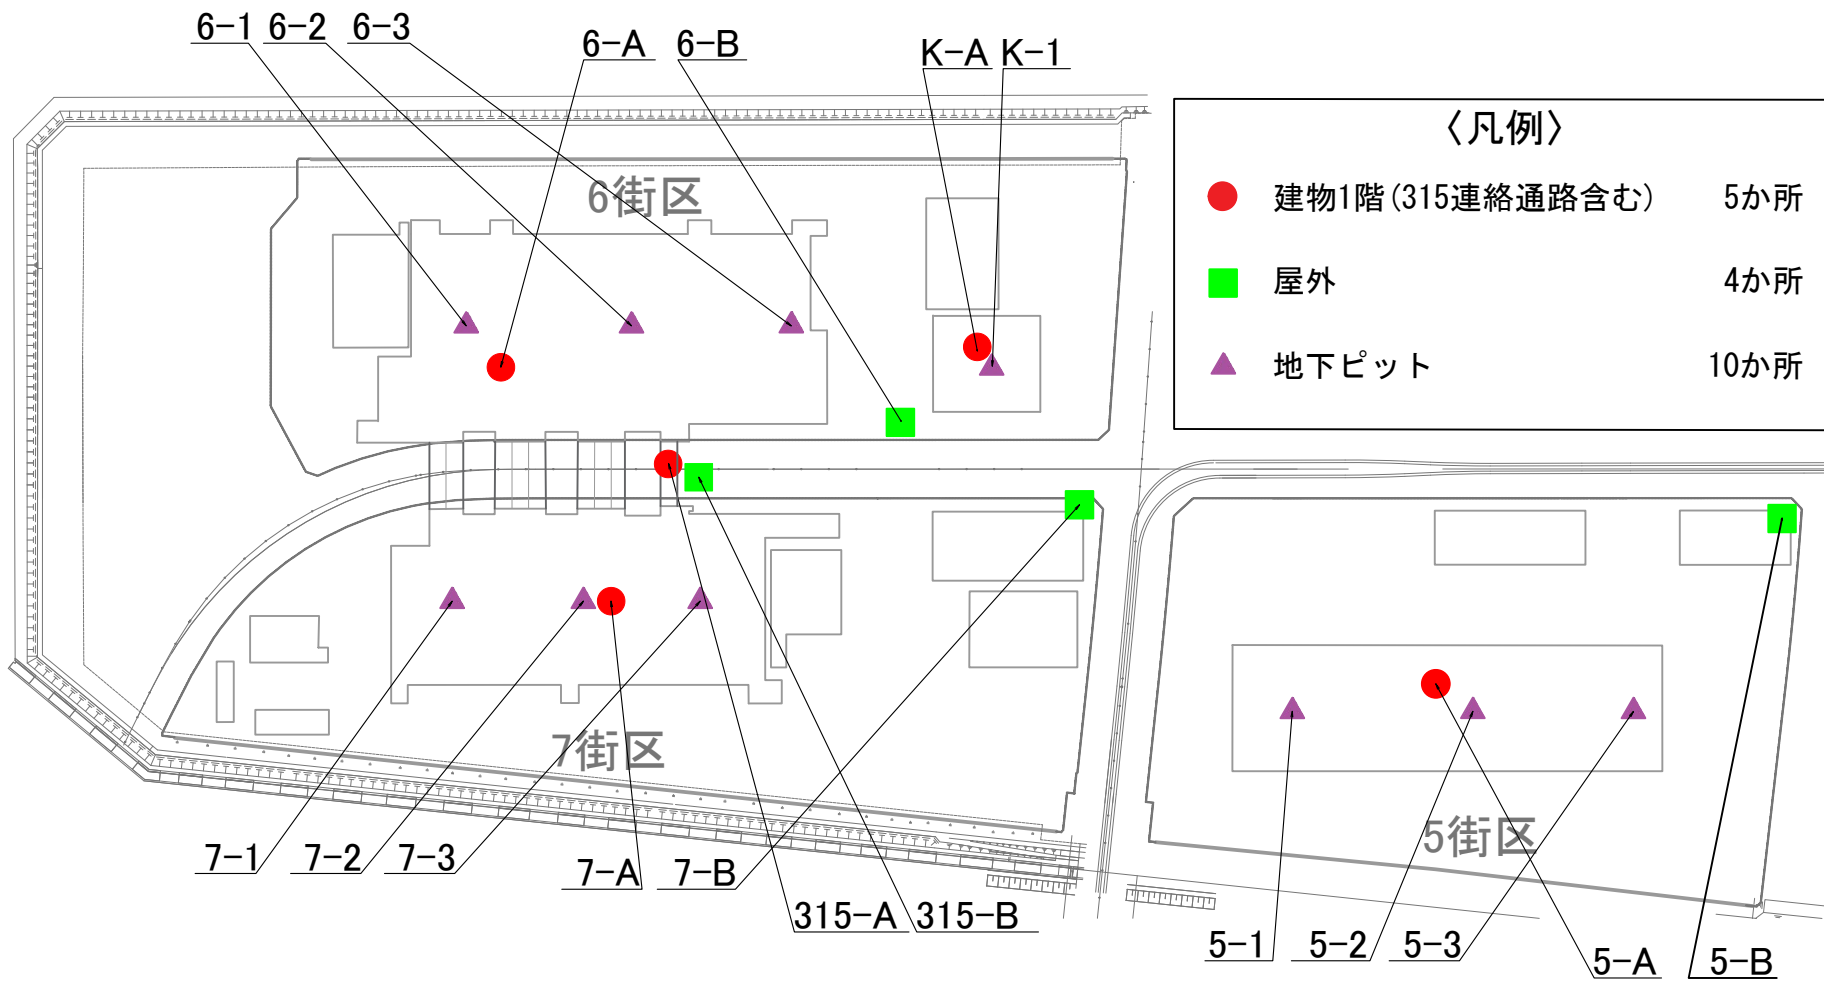 6-1 6-2 6-3
6-A 6-B
K-A K-1
〈凡例〉
建物1階(315連絡通路含む) 5か所
屋外 4か所
地下ピット 10か所
6街区
7街区
5街区
7-1 7-2 7-3
7-A 7-B
315-A 315-B
5-1 5-2 5-3
5-A 5-B